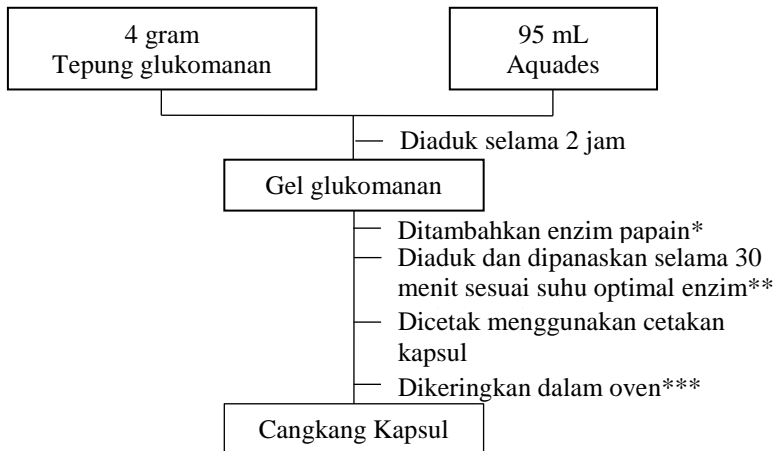 4 gram
Tepung glukomanan
95 mL
Aquades
Diaduk selama 2 jam
Gel glukomanan
Ditambahkan enzim papain*
Diaduk dan dipanaskan selama 30
menit sesuai suhu optimal enzim**
Dicetak menggunakan cetakan
kapsul
Dikeringkan dalam oven***
Cangkang Kapsul